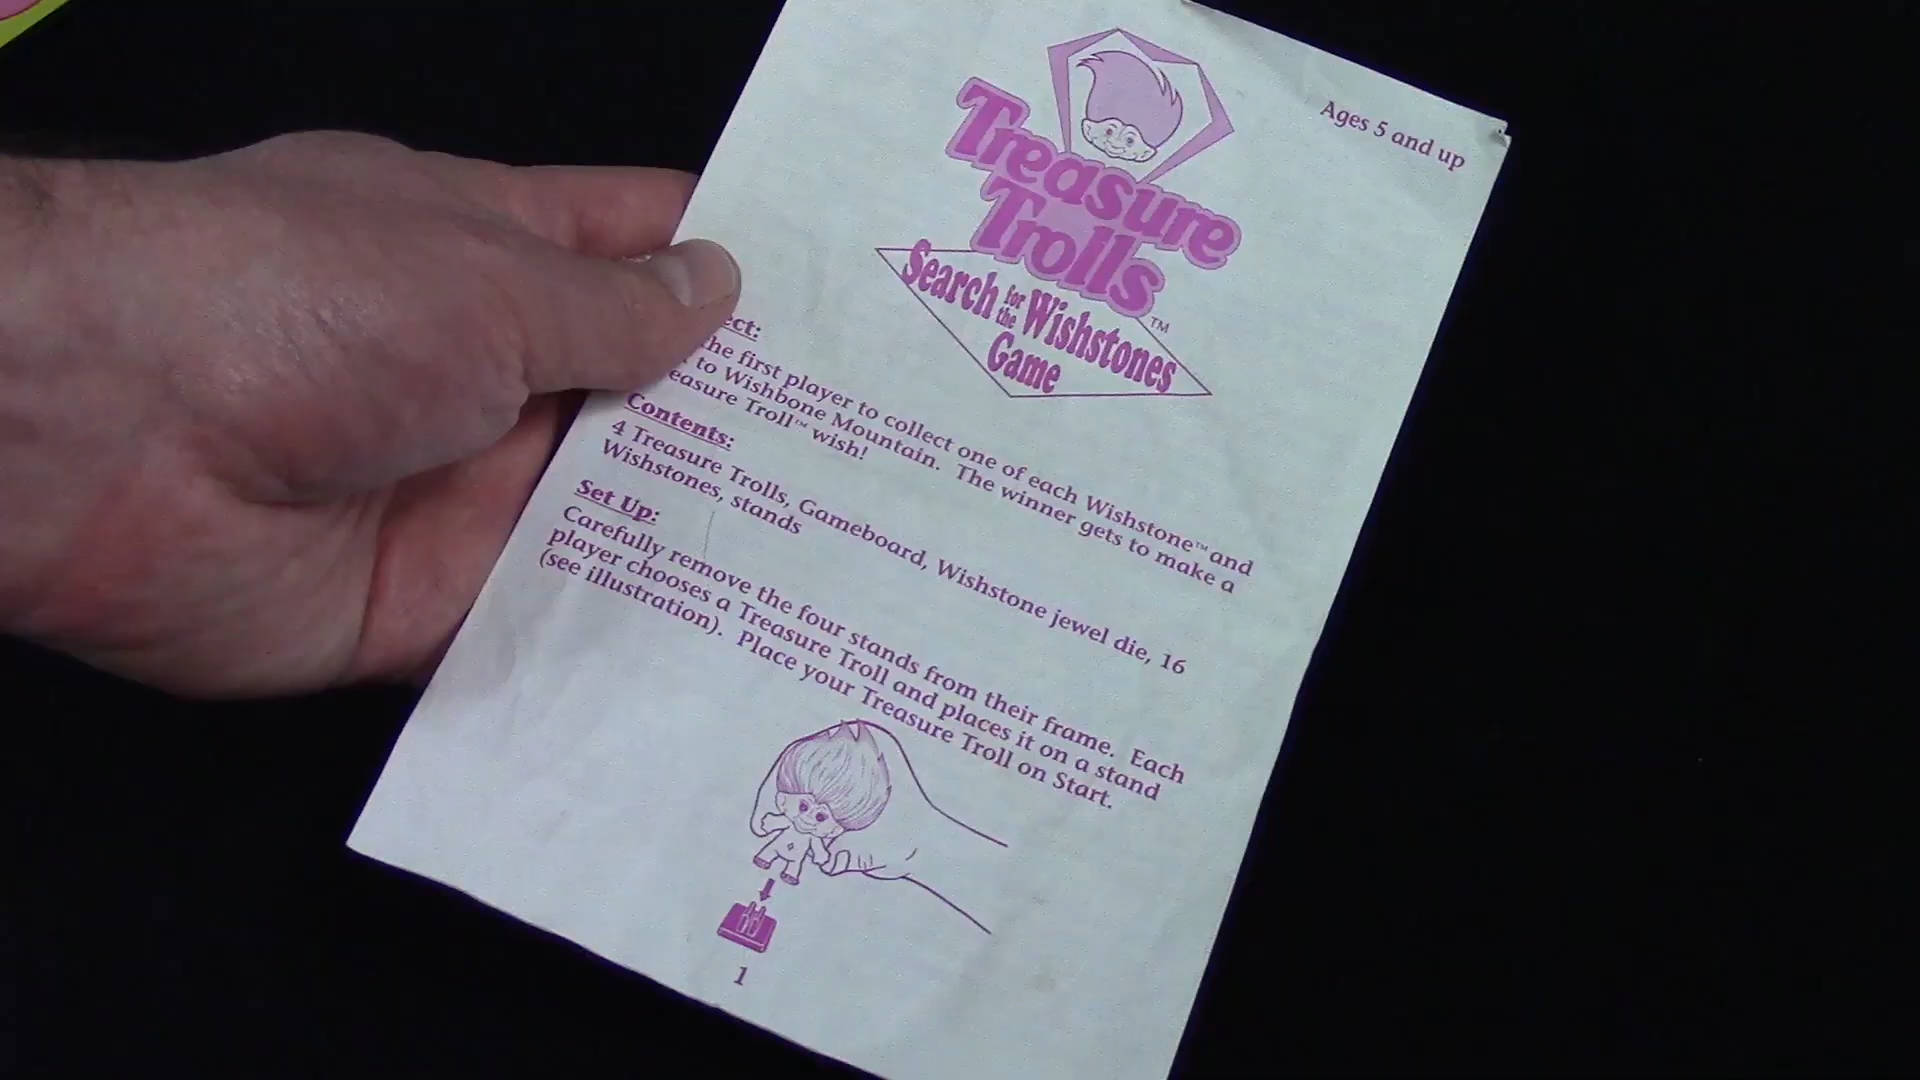 Ages 5 and up
Treasure
Trolls™
Search for the Wishstones
Game
ect:
the first player to collect one of each Wishstone™ and
to Wishbone Mountain. The winner gets to make a
easure Troll™ wish!
Contents:
4 Treasure Trolls, Gameboard, Wishstone jewel die, 16
Wishstones, stands
Set Up:
Carefully remove the four stands from their frame. Each
player chooses a Treasure Troll and places it on a stand
(see illustration). Place your Treasure Troll on Start.
1